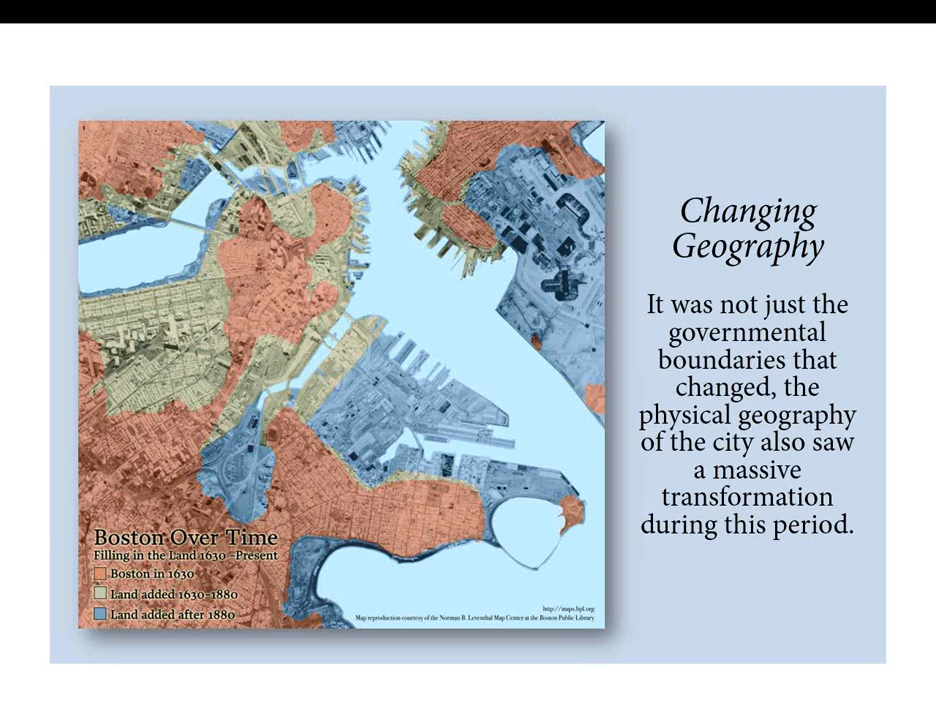 Changing
Geography
It was not just the
governmental
boundaries that
changed, the
physical geography
of the city also saw
a massive
transformation
during this period.
Boston Over Time
Filling in the Land 1630 -Present
Boston in 1630
Land added 1630-1880
Land added after 1880
http://maps.bpl.org
Map reproduction courtesy of the Norman B. Leventhal Map Center at the Boston Public Library